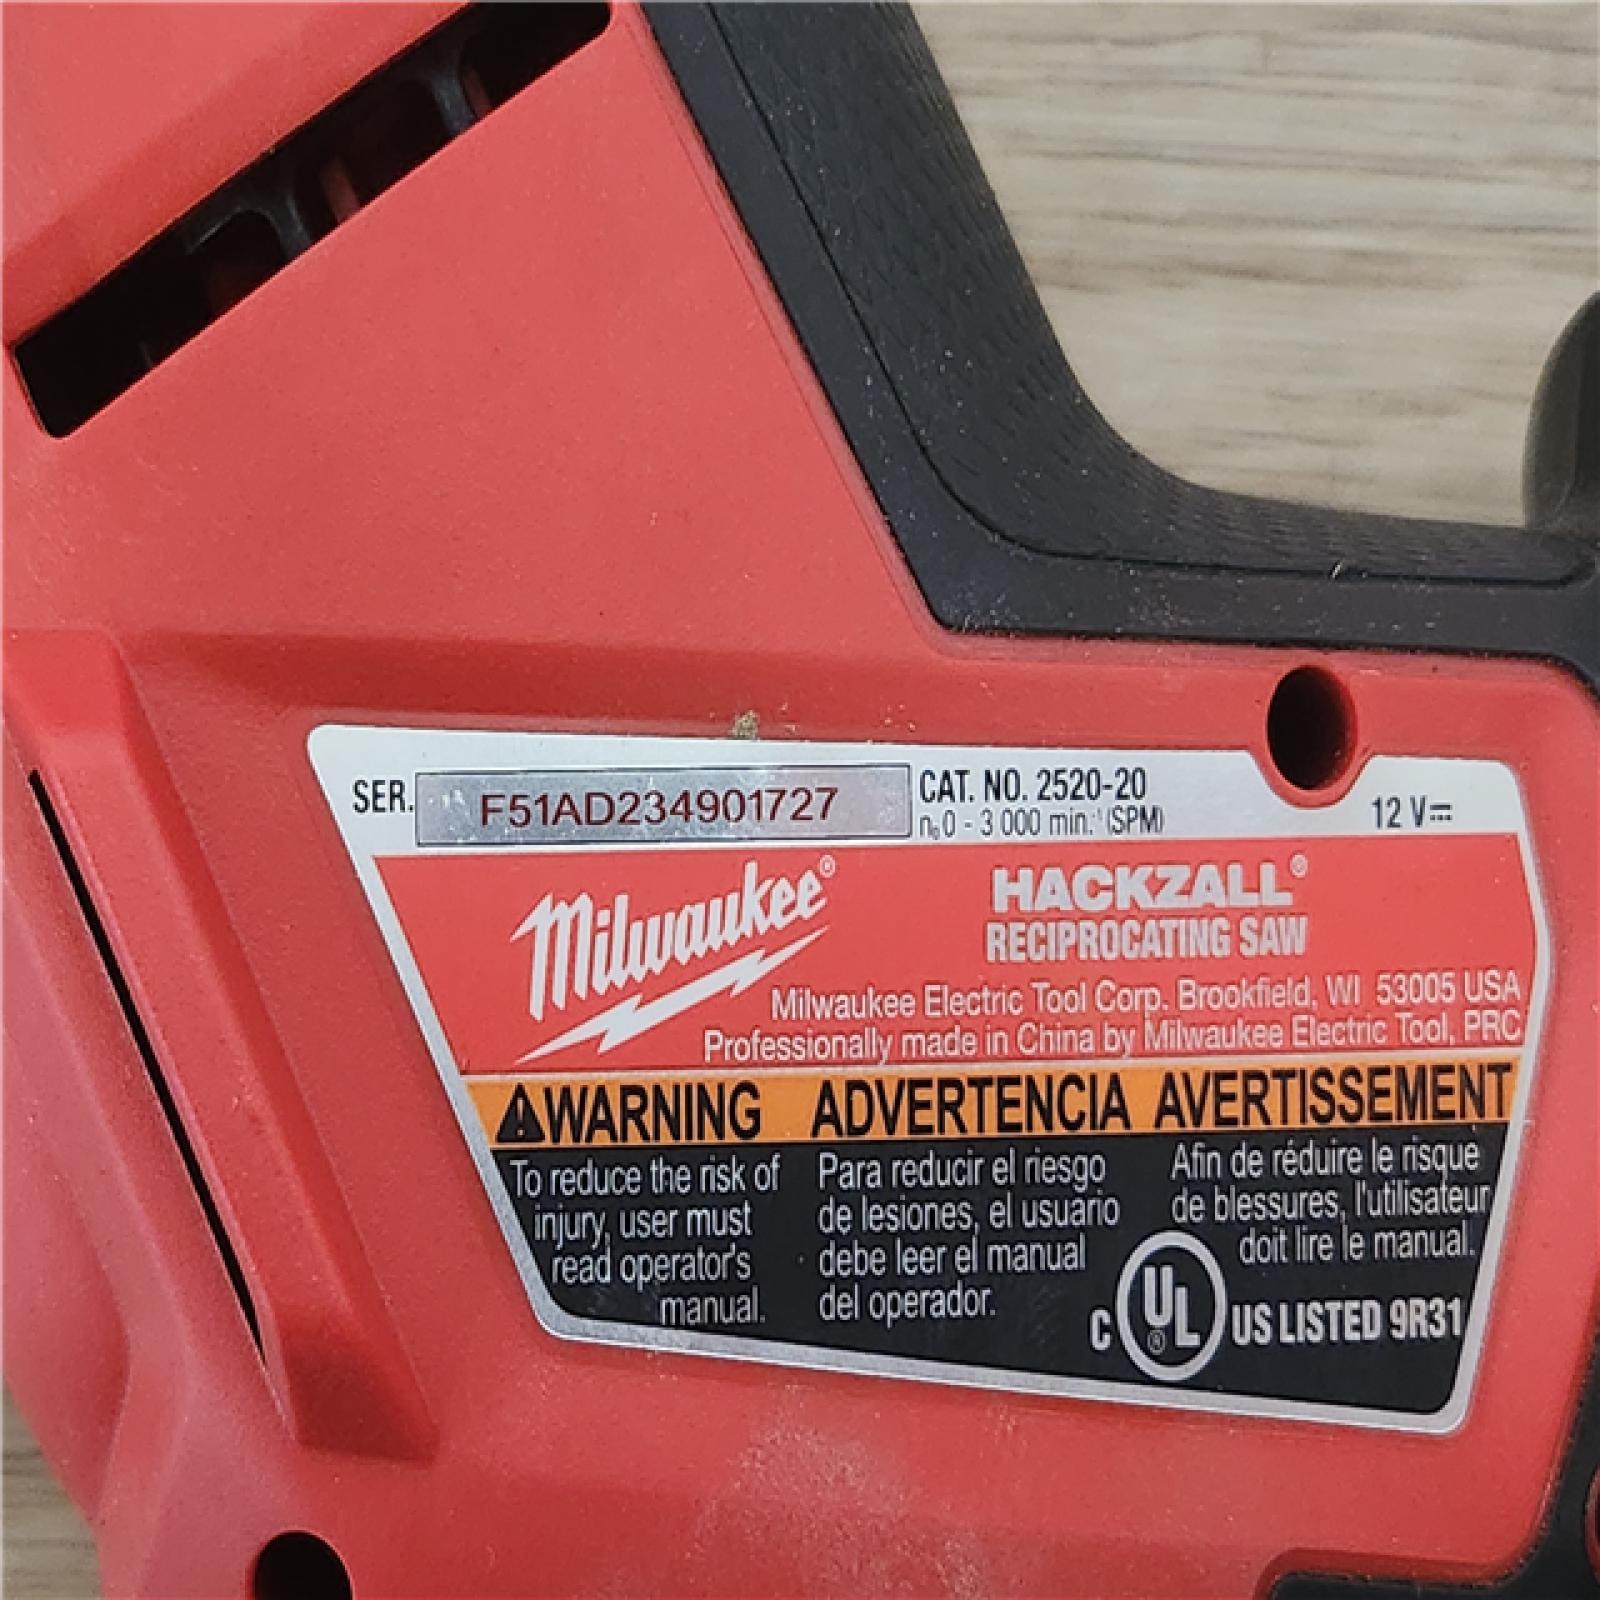 SER. F51AD234901727 CAT. NO. 2520-20
n₀ 0 - 3 000 min.⁻¹ (SPM) 12 V⎓
Milwaukee® HACKZALL®
RECIPROCATING SAW
Milwaukee Electric Tool Corp. Brookfield, WI 53005 USA
Professionally made in China by Milwaukee Electric Tool, PRC
⚠WARNING
To reduce the risk of
injury, user must
read operator's
manual.
ADVERTENCIA
Para reducir el riesgo
de lesiones, el usuario
debe leer el manual
del operador.
AVERTISSEMENT
Afin de réduire le risque
de blessures, l'utilisateur
doit lire le manual.
C UL® US LISTED 9R31